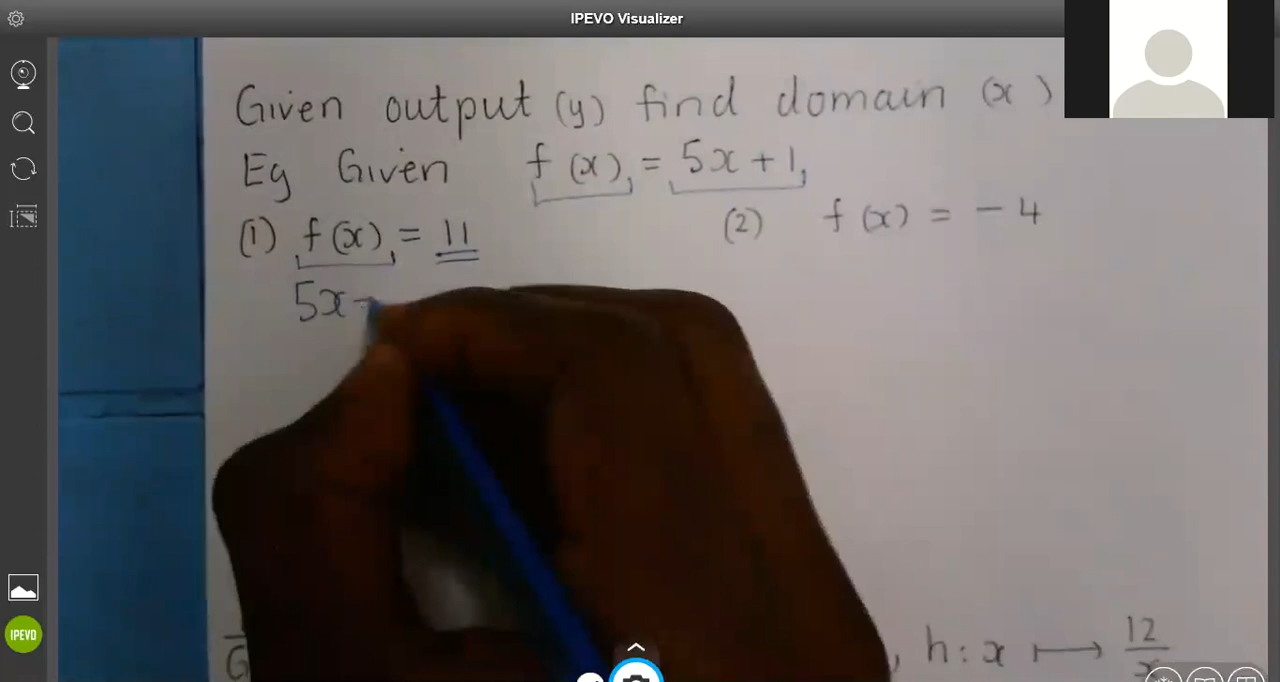 IPEVO Visualizer
Given output (y) find domain (x)
Eg Given f(x) = 5x + 1,
(1) f(x) = 11
(2) f(x) = - 4
5x
, h : x ⟼ 12/x
IPEVO